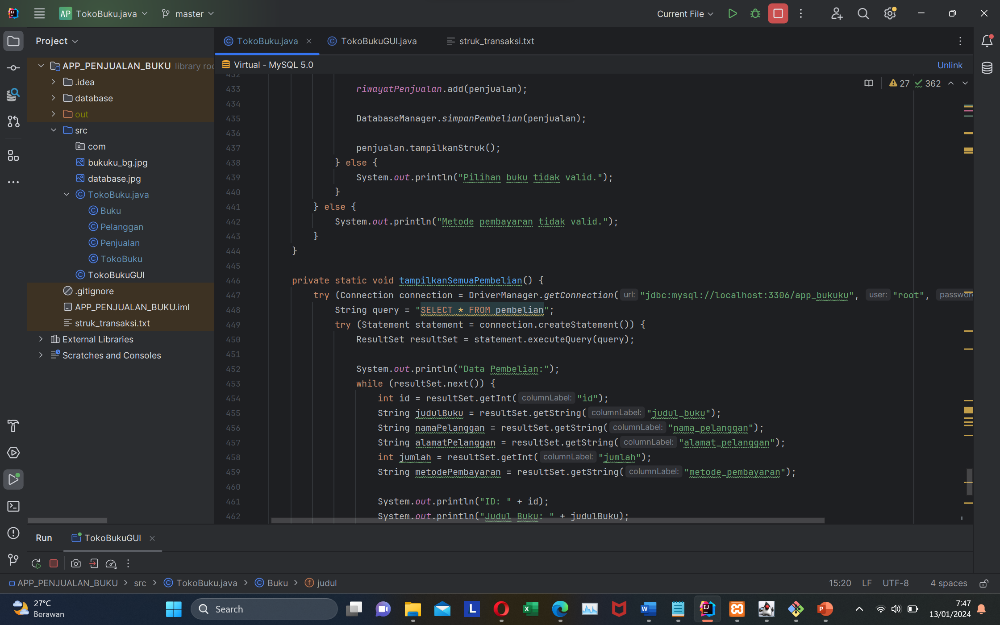 AP TokoBuku.java master Current File
Project
TokoBuku.java TokoBukuGUI.java struk_transaksi.txt
Virtual - MySQL 5.0 Unlink
27 362
APP_PENJUALAN_BUKU library roo
.idea
database
out
src
com
bukuku_bg.jpg
database.jpg
TokoBuku.java
Buku
Pelanggan
Penjualan
TokoBuku
TokoBukuGUI
.gitignore
APP_PENJUALAN_BUKU.iml
struk_transaksi.txt
External Libraries
Scratches and Consoles
432
433 riwayatPenjualan.add(penjualan);
434
435 DatabaseManager.simpanPembelian(penjualan);
436
437 penjualan.tampilkanStruk();
438 } else {
439 System.out.println("Pilihan buku tidak valid.");
440 }
441 } else {
442 System.out.println("Metode pembayaran tidak valid.");
443 }
444 }
445
446 private static void tampilkanSemuaPembelian() {
447 try (Connection connection = DriverManager.getConnection( url: "jdbc:mysql://localhost:3306/app_bukuku", user: "root", password
448 String query = "SELECT * FROM pembelian";
449 try (Statement statement = connection.createStatement()) {
450 ResultSet resultSet = statement.executeQuery(query);
451
452 System.out.println("Data Pembelian:");
453 while (resultSet.next()) {
454 int id = resultSet.getInt( columnLabel: "id");
455 String judulBuku = resultSet.getString( columnLabel: "judul_buku");
456 String namaPelanggan = resultSet.getString( columnLabel: "nama_pelanggan");
457 String alamatPelanggan = resultSet.getString( columnLabel: "alamat_pelanggan");
458 int jumlah = resultSet.getInt( columnLabel: "jumlah");
459 String metodePembayaran = resultSet.getString( columnLabel: "metode_pembayaran");
460
461 System.out.println("ID: " + id);
462 System.out.println("Judul Buku: " + judulBuku);
Run TokoBukuGUI
APP_PENJUALAN_BUKU > src > TokoBuku.java > Buku > judul 15:20 LF UTF-8 4 spaces
27°C
Berawan
Search
7:47
13/01/2024